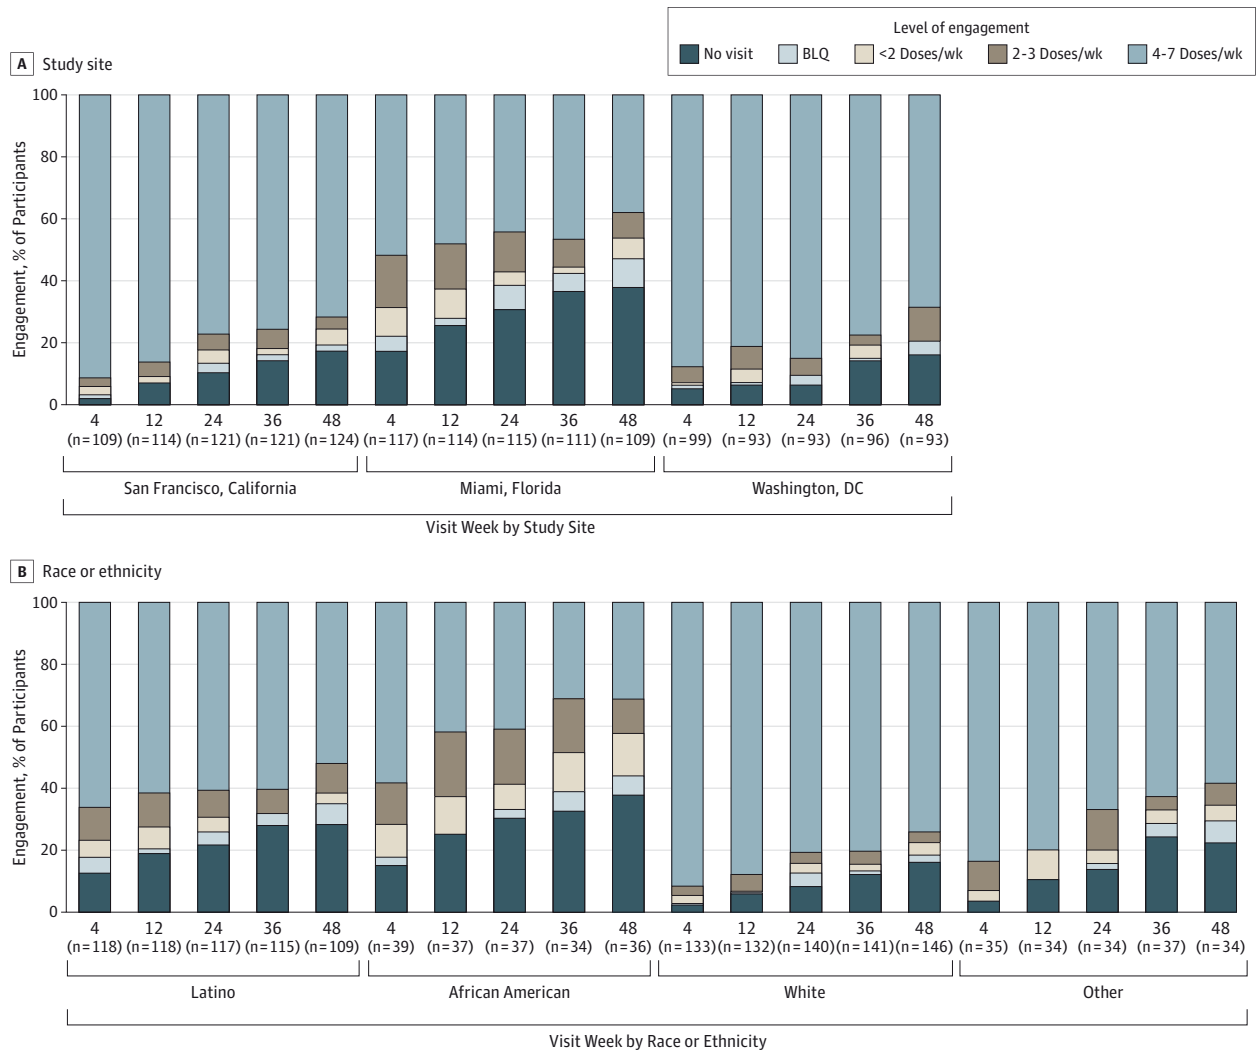 Level of engagement
No visit BLQ <2 Doses/wk 2-3 Doses/wk 4-7 Doses/wk
A Study site
Engagement, % of Participants
100
80
60
40
20
0
4 12 24 36 48 4 12 24 36 48 4 12 24 36 48
(n=109) (n=114) (n=121) (n=121) (n=124) (n=117) (n=114) (n=115) (n=111) (n=109) (n=99) (n=93) (n=93) (n=96) (n=93)
San Francisco, California Miami, Florida Washington, DC
Visit Week by Study Site
B Race or ethnicity
Engagement, % of Participants
100
80
60
40
20
0
4 12 24 36 48 4 12 24 36 48 4 12 24 36 48 4 12 24 36 48
(n=118) (n=118) (n=117) (n=115) (n=109) (n=39) (n=37) (n=37) (n=34) (n=36) (n=133) (n=132) (n=140) (n=141) (n=146) (n=35) (n=34) (n=34) (n=37) (n=34)
Latino African American White Other
Visit Week by Race or Ethnicity